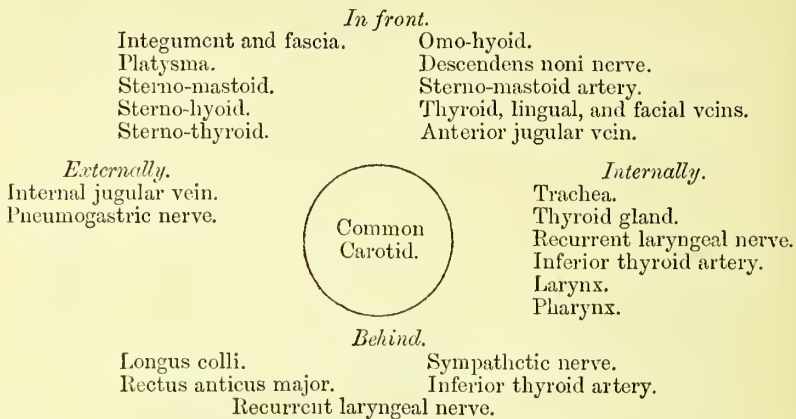 In front.
Integument and fascia. Omo-hyoid.
Platysma. Descendens noni nerve.
Sterno-mastoid. Sterno-mastoid artery.
Sterno-hyoid. Thyroid, lingual, and facial veins.
Sterno-thyroid. Anterior jugular vein.
Externally.
Internal jugular vein.
Pneumogastric nerve.
Common
Carotid.
Internally.
Trachea.
Thyroid gland.
Recurrent laryngeal nerve.
Inferior thyroid artery.
Larynx.
Pharynx.
Behind.
Longus colli. Sympathetic nerve.
Rectus anticus major. Inferior thyroid artery.
Recurrent laryngeal nerve.